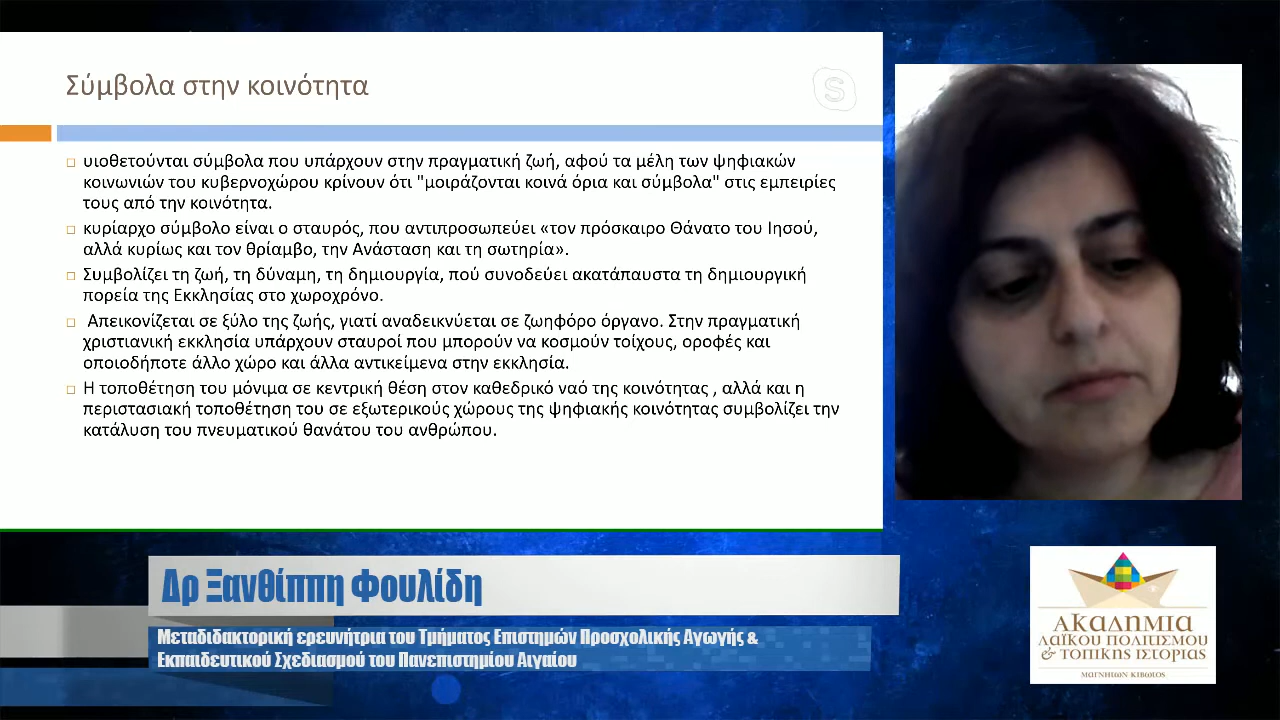 Σύμβολα στην κοινότητα
S
υιοθετούνται σύμβολα που υπάρχουν στην πραγματική ζωή, αφού τα μέλη των ψηφιακών
κοινωνιών του κυβερνοχώρου κρίνουν ότι "μοιράζονται κοινά όρια και σύμβολα" στις εμπειρίες
τους από την κοινότητα.
κυρίαρχο σύμβολο είναι ο σταυρός, που αντιπροσωπεύει «τον πρόσκαιρο Θάνατο του Ιησού,
αλλά κυρίως και τον θρίαμβο, την Ανάσταση και τη σωτηρία».
Συμβολίζει τη ζωή, τη δύναμη, τη δημιουργία, πού συνοδεύει ακατάπαυστα τη δημιουργική
πορεία της Εκκλησίας στο χωροχρόνο.
Απεικονίζεται σε ξύλο της ζωής, γιατί αναδεικνύεται σε ζωηφόρο όργανο. Στην πραγματική
χριστιανική εκκλησία υπάρχουν σταυροί που μπορούν να κοσμούν τοίχους, οροφές και
οποιοδήποτε άλλο χώρο και άλλα αντικείμενα στην εκκλησία.
Η τοποθέτηση του μόνιμα σε κεντρική θέση στον καθεδρικό ναό της κοινότητας , αλλά και η
περιστασιακή τοποθέτηση του σε εξωτερικούς χώρους της ψηφιακής κοινότητας συμβολίζει την
κατάλυση του πνευματικού θανάτου του ανθρώπου.
Δρ Ξανθίππη Φουλίδη
Μεταδιδακτορική ερευνήτρια του Τμήματος Επιστημών Προσχολικής Αγωγής &
Εκπαιδευτικού Σχεδιασμού του Πανεπιστημίου Αιγαίου
ΑΚΑΔΗΜΙΑ
ΛΑΪΚΟΥ ΠΟΛΙΤΙΣΜΟΥ
& ΤΟΠΙΚΗΣ ΙΣΤΟΡΙΑΣ
ΜΑΓΝΗΤΩΝ ΚΙΒΩΤΟΣ